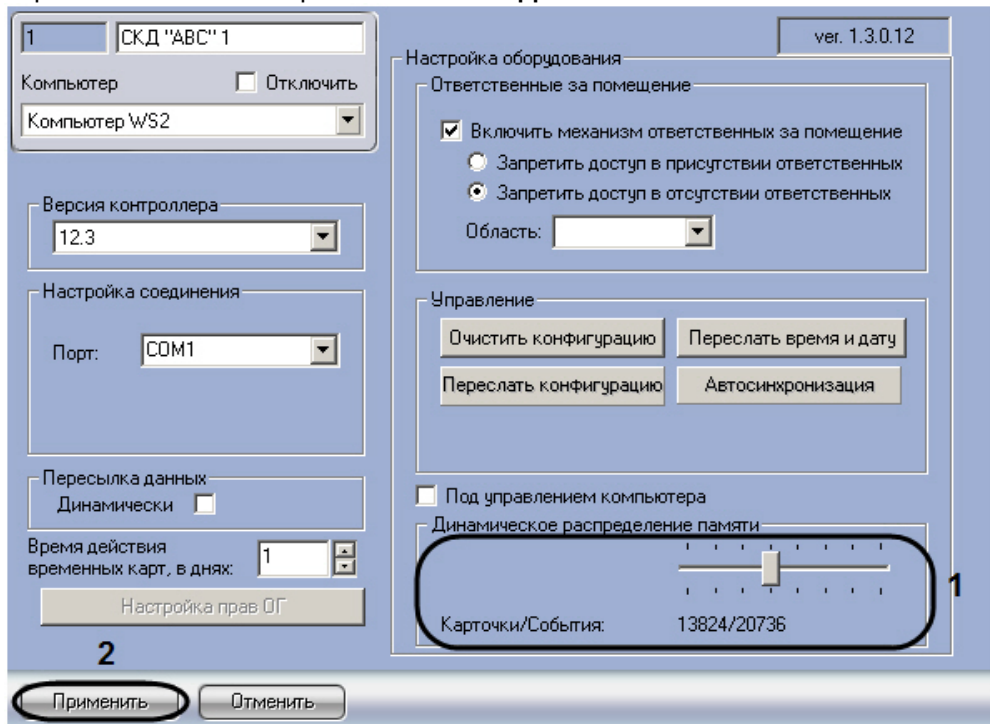 1
СКД "ABC" 1
Компьютер
Отключить
Компьютер WS2
Версия контроллера
12.3
Настройка соединения
Порт:
COM1
Пересылка данных
Динамически
Время действия
временных карт, в днях:
1
Настройка прав ОГ
2
Применить
Отменить
ver. 1.3.0.12
Настройка оборудования
Ответственные за помещение
Включить механизм ответственных за помещение
Запретить доступ в присутствии ответственных
Запретить доступ в отсутствии ответственных
Область:
Управление
Очистить конфигурацию
Переслать время и дату
Переслать конфигурацию
Автосинхронизация
Под управлением компьютера
Динамическое распределение памяти
Карточки/События:
13824/20736
1